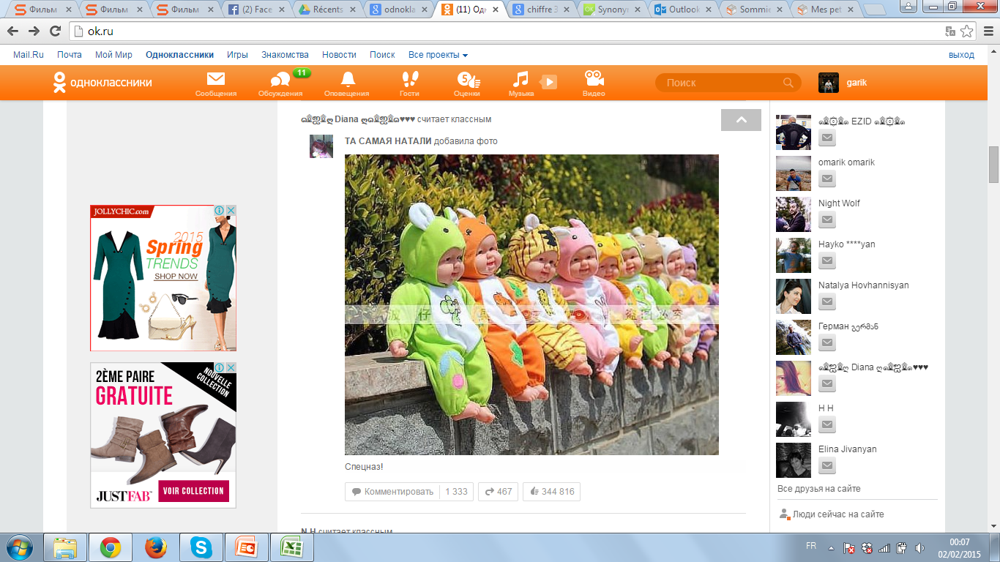 Фильм
Фильм
Фильм
(2) Face
Récents
odnokla
(11) Одн
chiffre 3
Synonyr
Outlook
Sommie
Mes pet
ok.ru
Mail.Ru Почта Мой Мир Одноклассники Игры Знакомства Новости Поиск Все проекты выход
одноклассники
11
5
Сообщения Обсуждения Оповещения Гости Оценки Музыка Видео
Поиск
garik
Diana ♥♥♥ считает классным
ТА САМАЯ НАТАЛИ добавила фото
Спецназ!
Комментировать 1 333 467 344 816
N H считает классным
JOLLYCHIC.com
2015
Spring
TRENDS
SHOP NOW
2ÈME PAIRE
GRATUITE
NOUVELLE
COLLECTION
JUSTFAB
VOIR COLLECTION
EZID
omarik omarik
Night Wolf
Hayko ****yan
Natalya Hovhannisyan
Герман
Diana ♥♥♥
H H
Elina Jivanyan
Все друзья на сайте
Люди сейчас на сайте
FR
00:07
02/02/2015